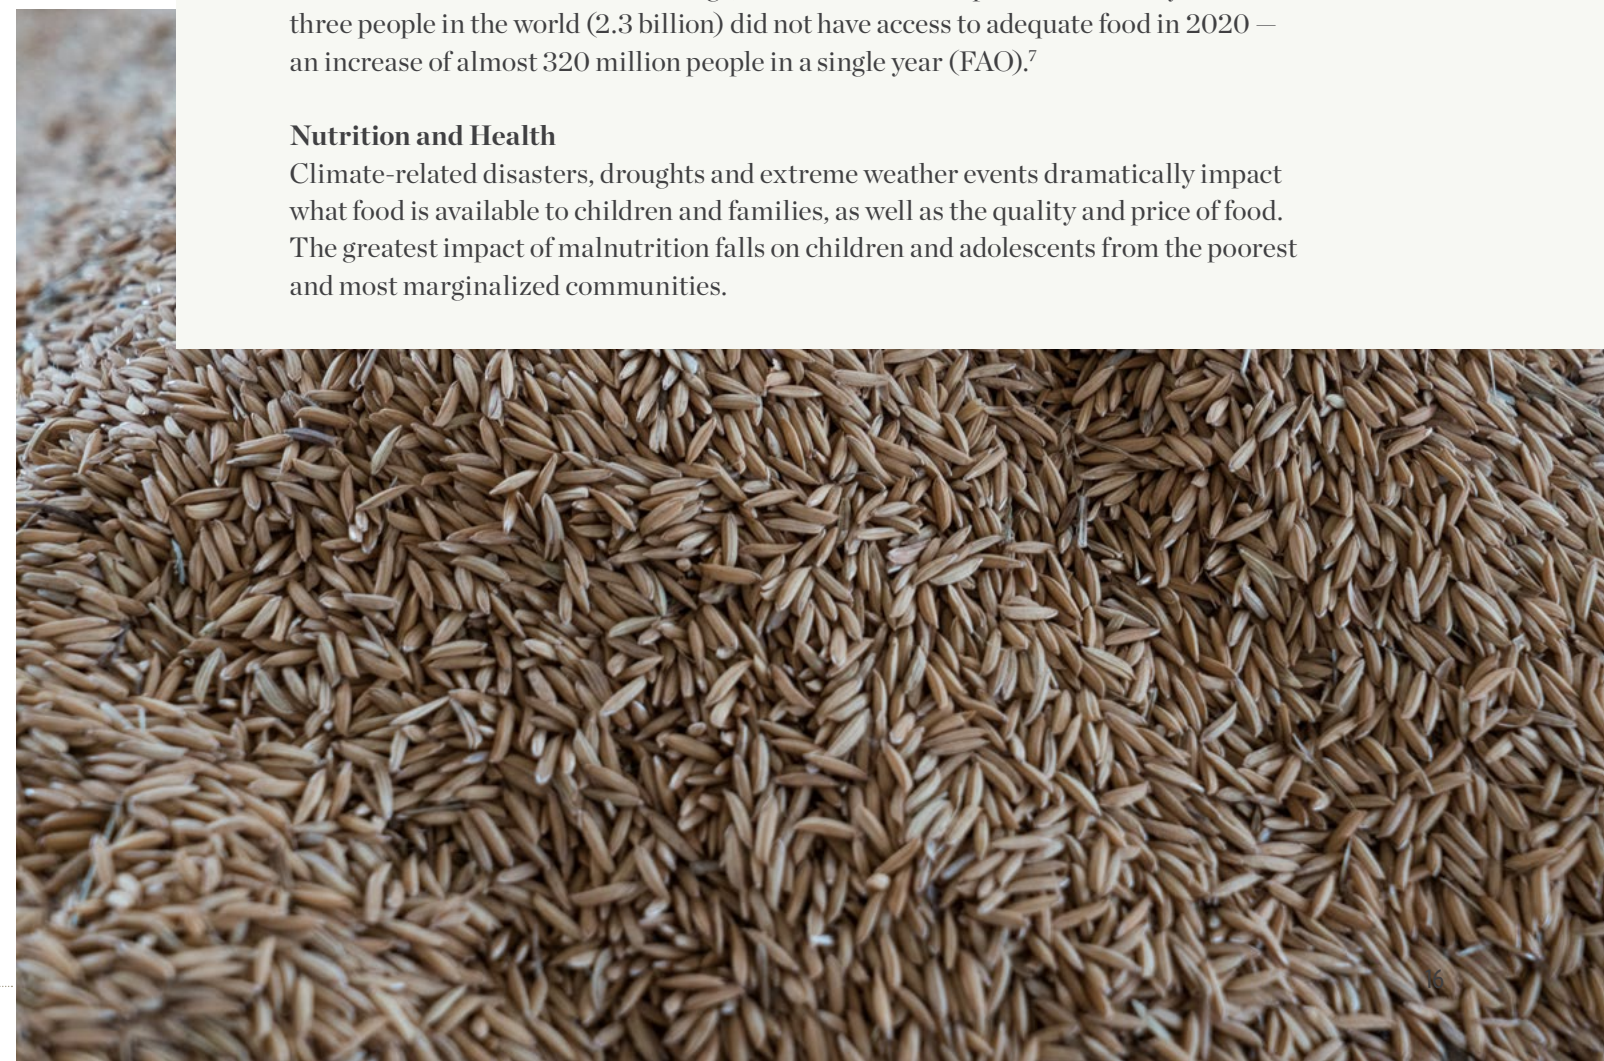 three people in the world (2.3 billion) did not have access to adequate food in 2020 —
an increase of almost 320 million people in a single year (FAO).⁷
Nutrition and Health
Climate-related disasters, droughts and extreme weather events dramatically impact
what food is available to children and families, as well as the quality and price of food.
The greatest impact of malnutrition falls on children and adolescents from the poorest
and most marginalized communities.
16